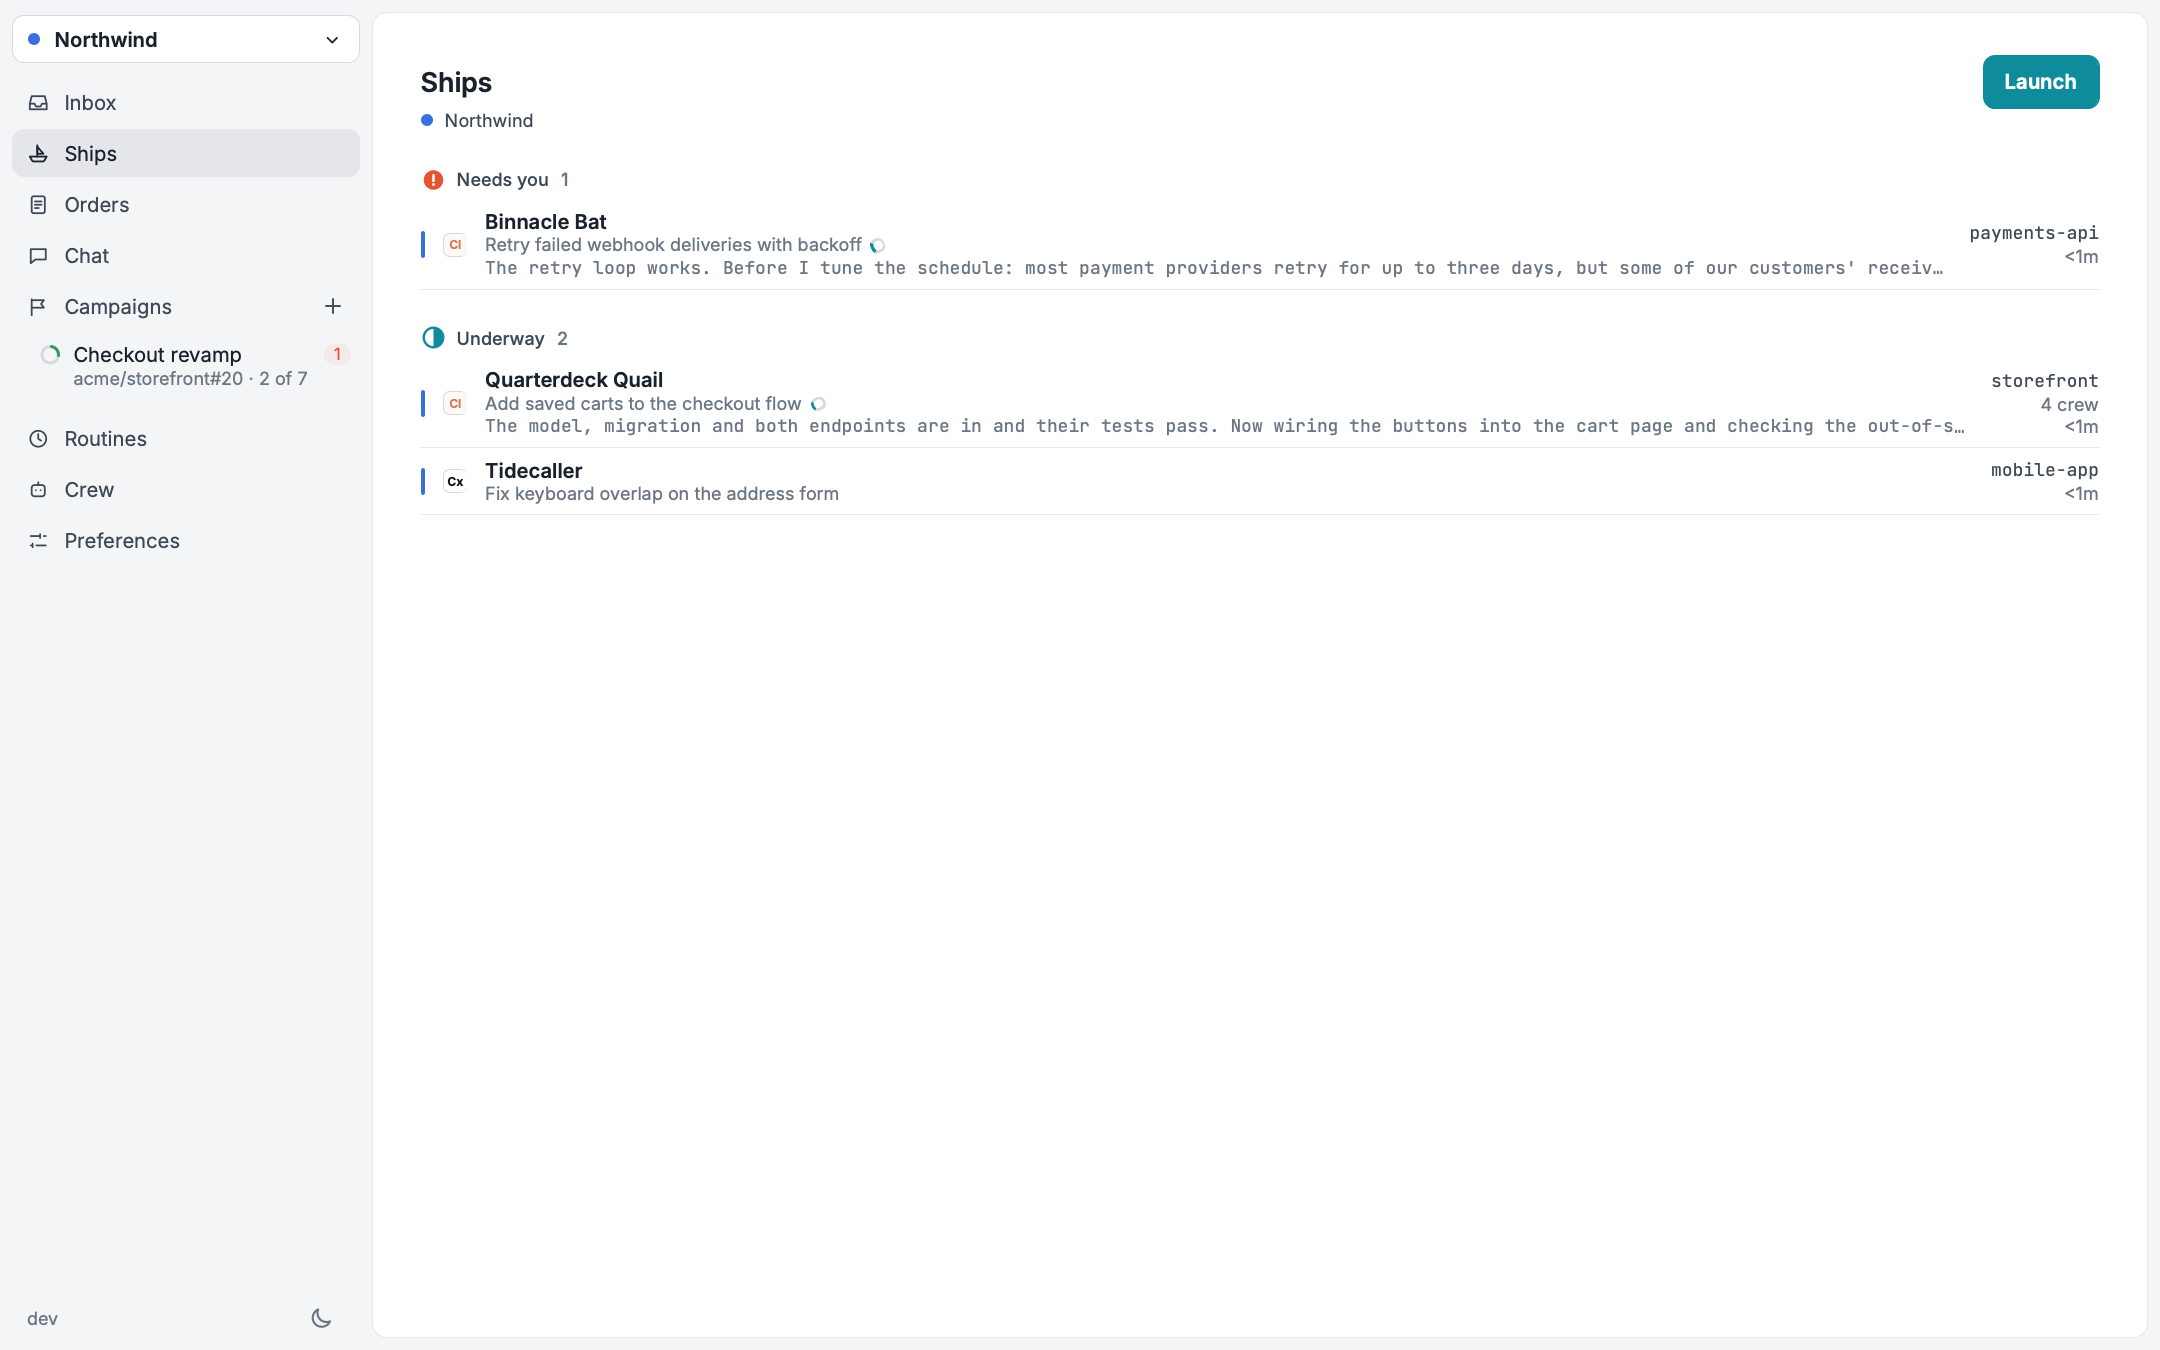 Northwind
Inbox
Ships
Orders
Chat
Campaigns
Checkout revamp 1
acme/storefront#20 · 2 of 7
Routines
Crew
Preferences
dev
Ships
Launch
Northwind
Needs you 1
Cl
Binnacle Bat
Retry failed webhook deliveries with backoff
The retry loop works. Before I tune the schedule: most payment providers retry for up to three days, but some of our customers' receiv…
payments-api
<1m
Underway 2
Cl
Quarterdeck Quail
Add saved carts to the checkout flow
The model, migration and both endpoints are in and their tests pass. Now wiring the buttons into the cart page and checking the out-of-s…
storefront
4 crew
<1m
Cx
Tidecaller
Fix keyboard overlap on the address form
mobile-app
<1m